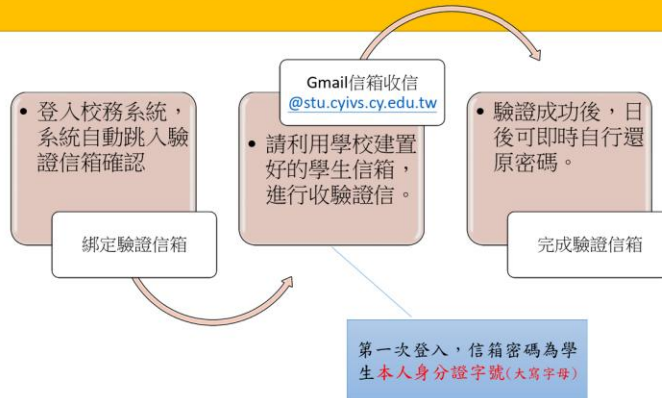 登入校務系統，
系統自動跳入驗
證信箱確認
綁定驗證信箱
Gmail信箱收信
@stu.cyivs.cy.edu.tw
請利用學校建置
好的學生信箱，
進行收驗證信。
驗證成功後，日
後可即時自行還
原密碼。
完成驗證信箱
第一次登入，信箱密碼為學
生本人身分證字號(大寫字母)